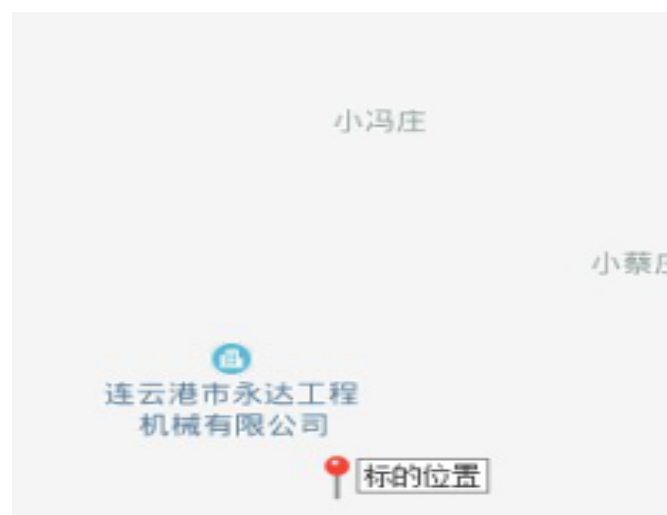 小冯庄
小蔡
连云港市永达工程
机械有限公司
标的位置